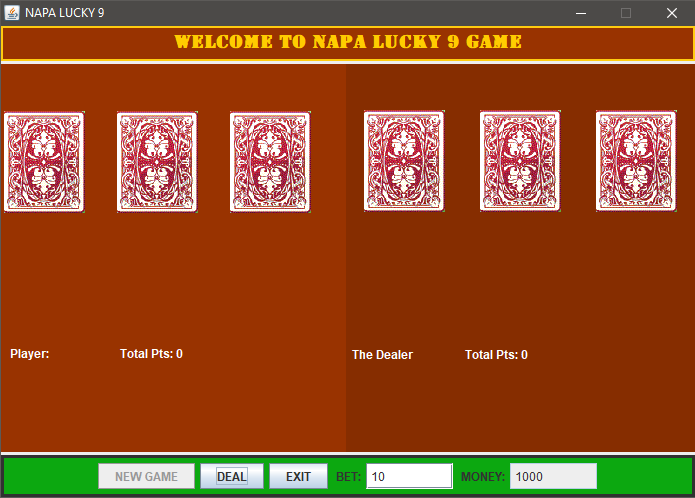 NAPA LUCKY 9
WELCOME TO NAPA LUCKY 9 GAME
Player: Total Pts: 0
The Dealer Total Pts: 0
NEW GAME DEAL EXIT BET: 10 MONEY: 1000